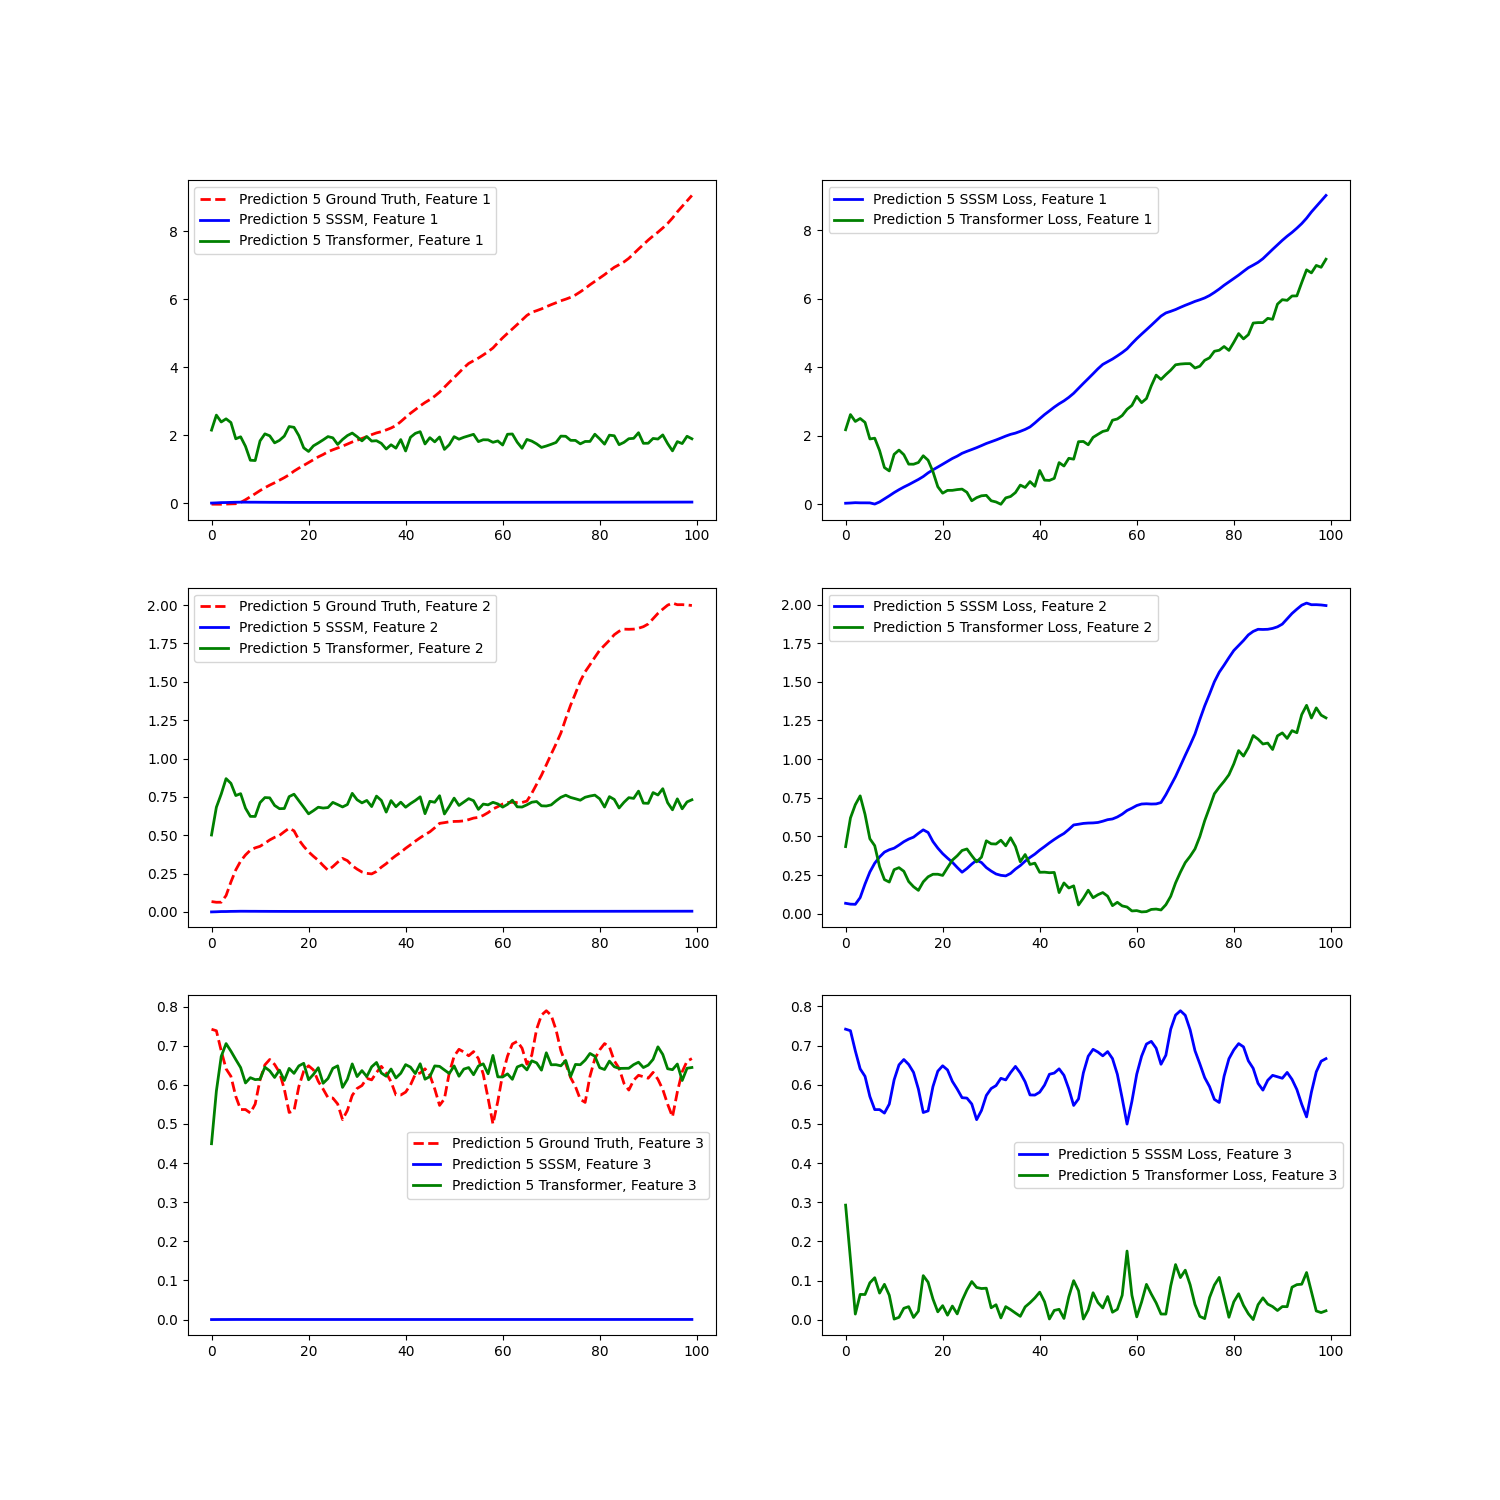 Prediction 5 Ground Truth, Feature 1
Prediction 5 SSSM, Feature 1
Prediction 5 Transformer, Feature 1
8
6
4
2
0
0 20 40 60 80 100
Prediction 5 SSSM Loss, Feature 1
Prediction 5 Transformer Loss, Feature 1
8
6
4
2
0
0 20 40 60 80 100
Prediction 5 Ground Truth, Feature 2
Prediction 5 SSSM, Feature 2
Prediction 5 Transformer, Feature 2
2.00
1.75
1.50
1.25
1.00
0.75
0.50
0.25
0.00
0 20 40 60 80 100
Prediction 5 SSSM Loss, Feature 2
Prediction 5 Transformer Loss, Feature 2
2.00
1.75
1.50
1.25
1.00
0.75
0.50
0.25
0.00
0 20 40 60 80 100
0.8
0.7
0.6
0.5
0.4
0.3
0.2
0.1
0.0
Prediction 5 Ground Truth, Feature 3
Prediction 5 SSSM, Feature 3
Prediction 5 Transformer, Feature 3
0 20 40 60 80 100
0.8
0.7
0.6
0.5
0.4
0.3
0.2
0.1
0.0
Prediction 5 SSSM Loss, Feature 3
Prediction 5 Transformer Loss, Feature 3
0 20 40 60 80 100